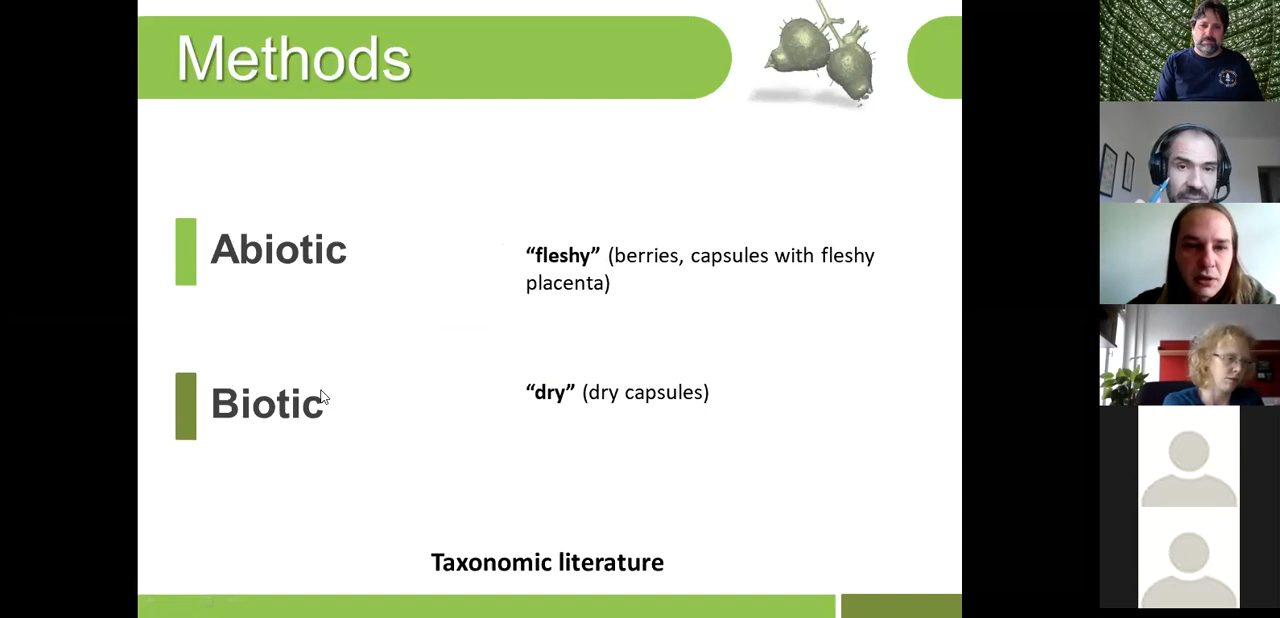 Methods
Abiotic
“fleshy” (berries, capsules with fleshy
placenta)
Biotic
“dry” (dry capsules)
Taxonomic literature